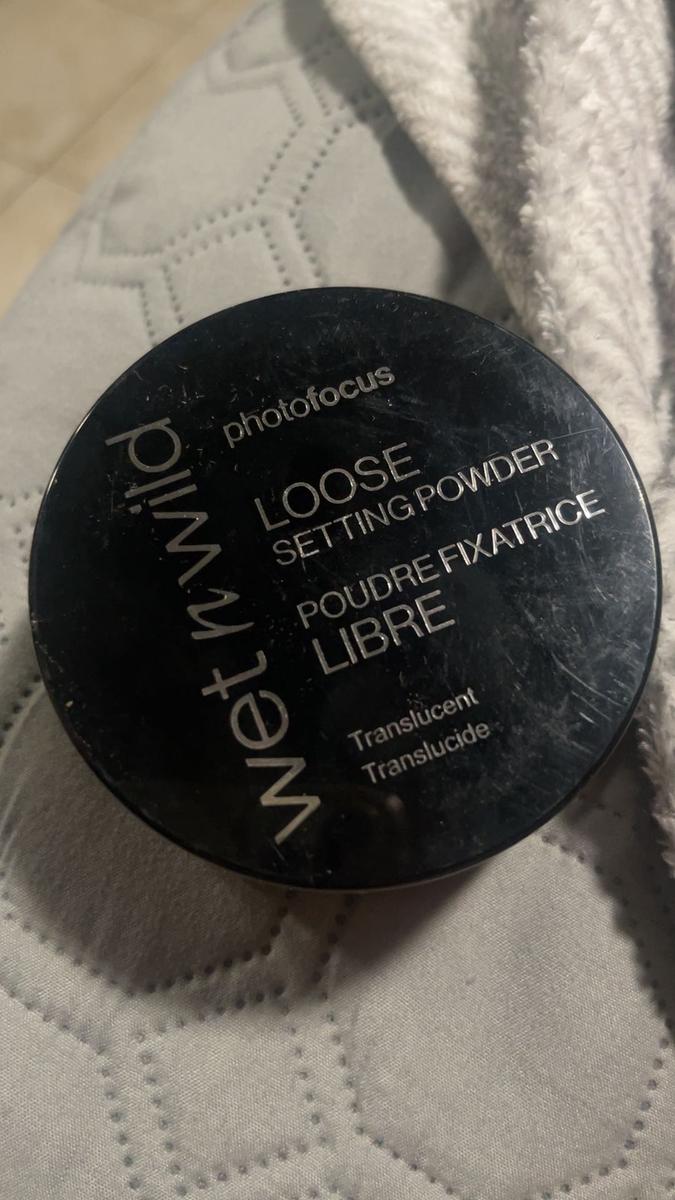 wet n wild
photofocus
LOOSE
SETTING POWDER
POUDRE FIXATRICE
LIBRE
Translucent
Translucide